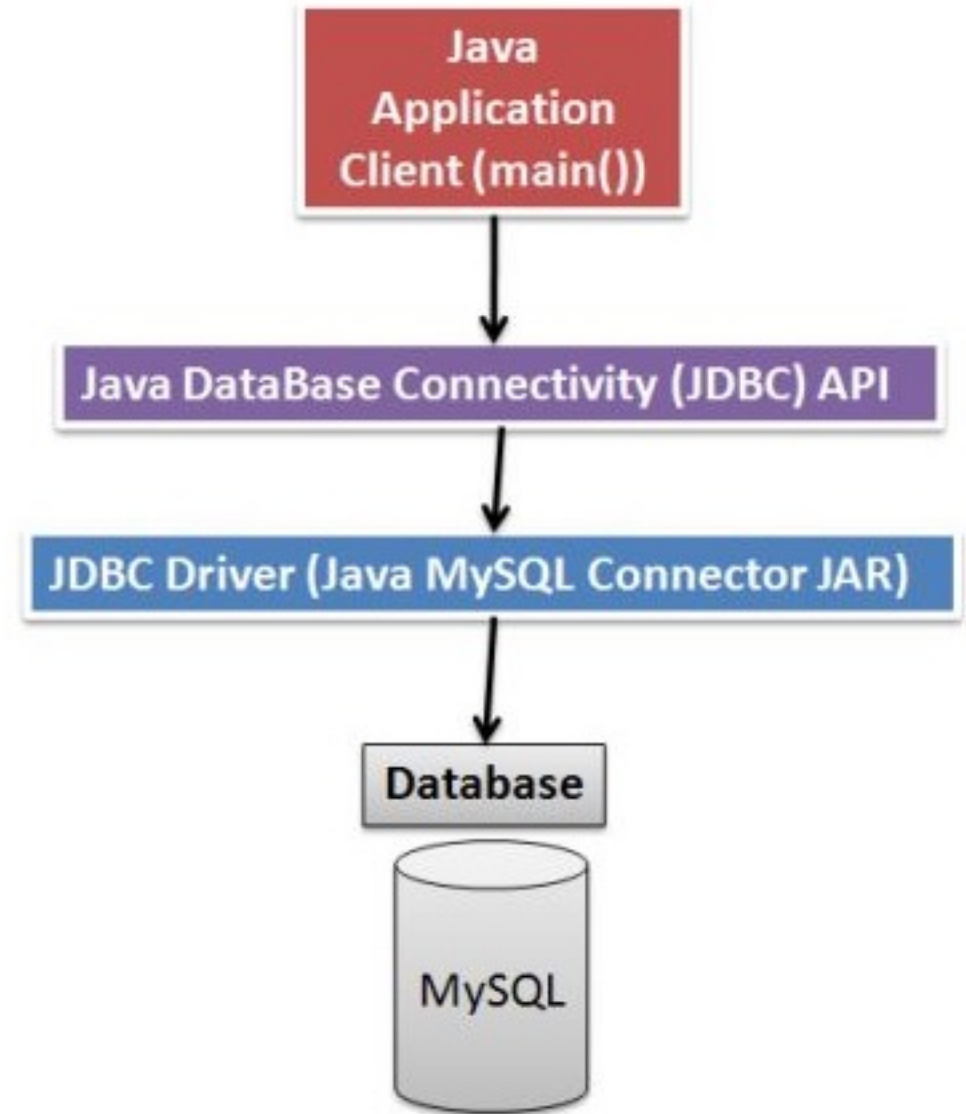 Java
Application
Client (main())
Java DataBase Connectivity (JDBC) API
JDBC Driver (Java MySQL Connector JAR)
Database
MySQL